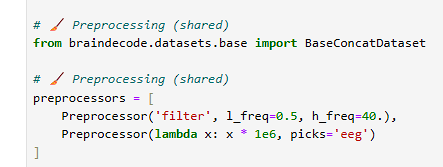 # 🧹 Preprocessing (shared)
from braindecode.datasets.base import BaseConcatDataset
# 🧹 Preprocessing (shared)
preprocessors = [
    Preprocessor('filter', l_freq=0.5, h_freq=40.),
    Preprocessor(lambda x: x * 1e6, picks='eeg')
]